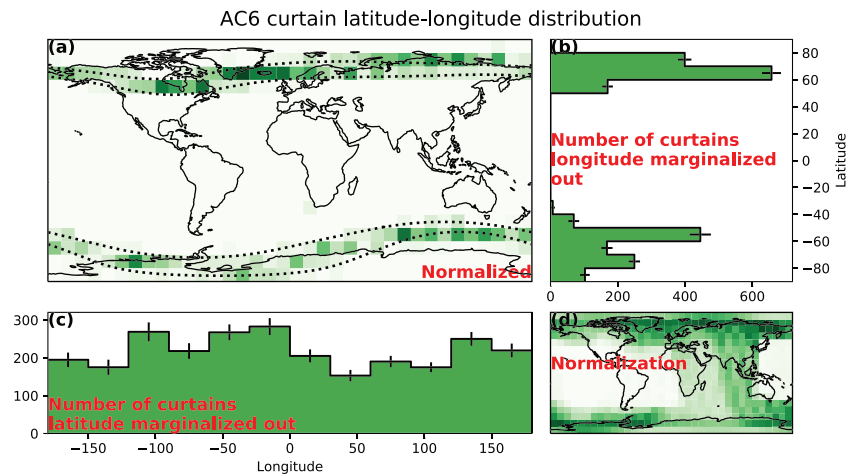 AC6 curtain latitude-longitude distribution
(a)
Normalized
(b)
Number of curtains
longitude marginalized
out
80
60
40
20
0
−20
−40
−60
−80
Latitude
0
200
400
600
(c)
300
200
100
0
Number of curtains
latitude marginalized out
−150
−100
−50
0
50
100
150
Longitude
(d)
Normalization